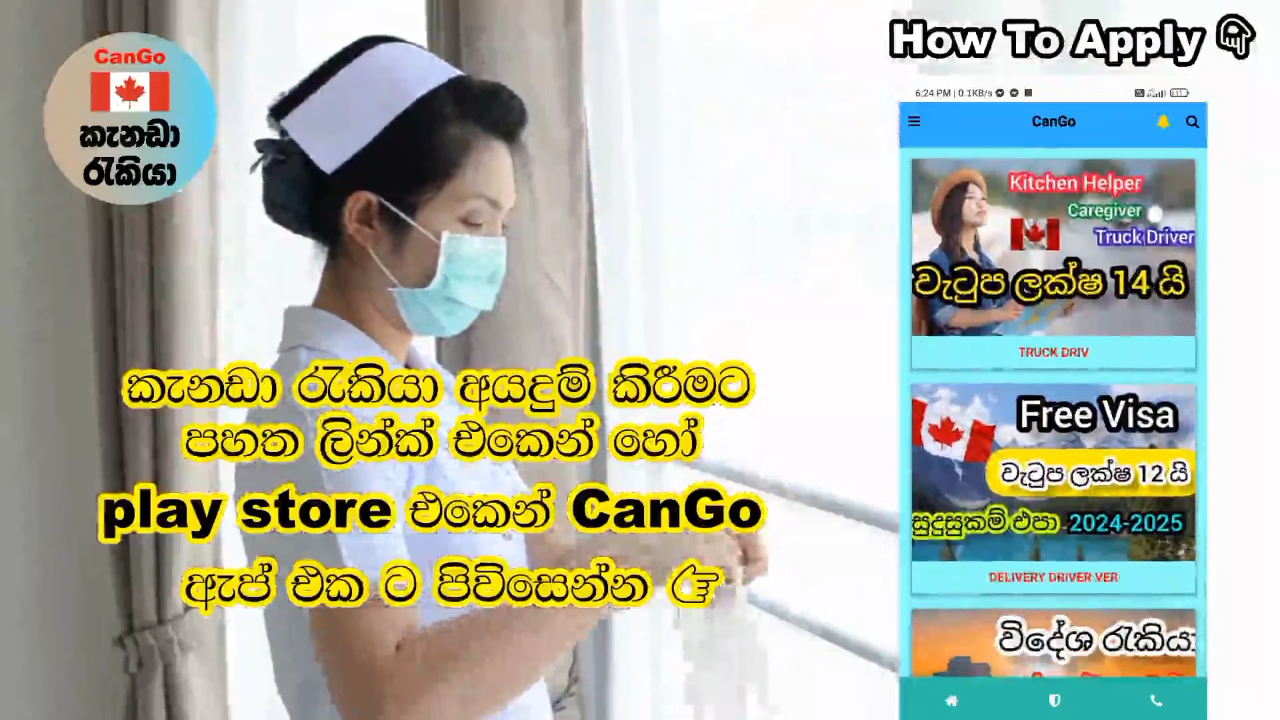 CanGo
කැනඩා
රැකියා
කැනඩා රැකියා අයදුම් කිරීමට
පහත ලින්ක් එකෙන් හෝ
play store එකෙන් CanGo
ඇප් එක ට පිවිසෙන්න
How To Apply
6:24 PM | 0.1KB/s
CanGo
Kitchen Helper
Caregiver
Truck Driver
වැටුප ලක්ෂ 14 යි
TRUCK DRIV
Free Visa
වැටුප ලක්ෂ 12 යි
සුදුසුකම් එපා 2024-2025
DELIVERY DRIVER VER
විදේශ රැකියා